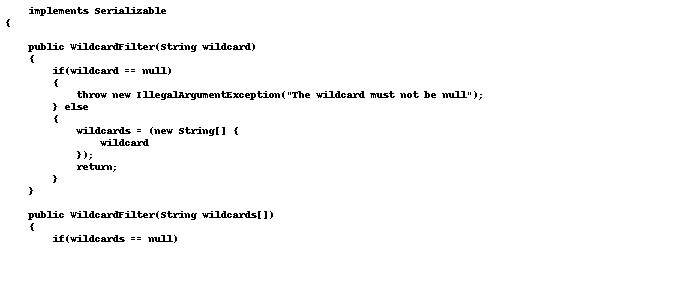 implements Serializable
{
public WildcardFilter(String wildcard)
{
if(wildcard == null)
{
throw new IllegalArgumentException("The wildcard must not be null");
} else
{
wildcards = (new String[] {
wildcard
});
return;
}
}
public WildcardFilter(String wildcards[])
{
if(wildcards == null)